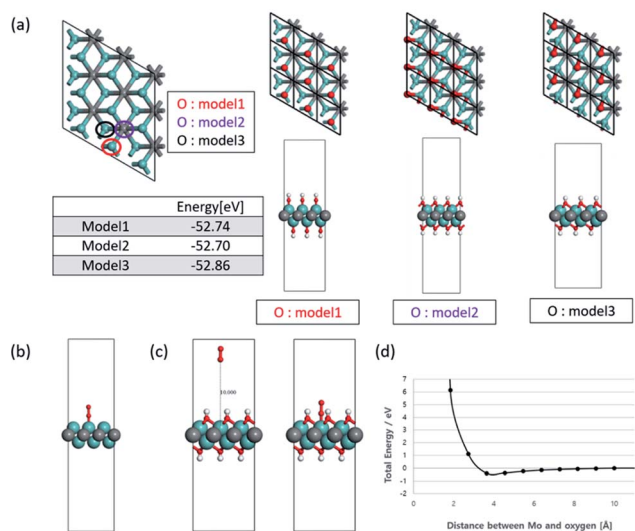 (a)
O : model1
O : model2
O : model3
Energy[eV]
Model1 -52.74
Model2 -52.70
Model3 -52.86
O : model1
O : model2
O : model3
(b)
(c)
10.000
(d)
Total Energy / eV
7
6
5
4
3
2
1
0
-1
-2
0 2 4 6 8 10
Distance between Mo and oxygen [Å]